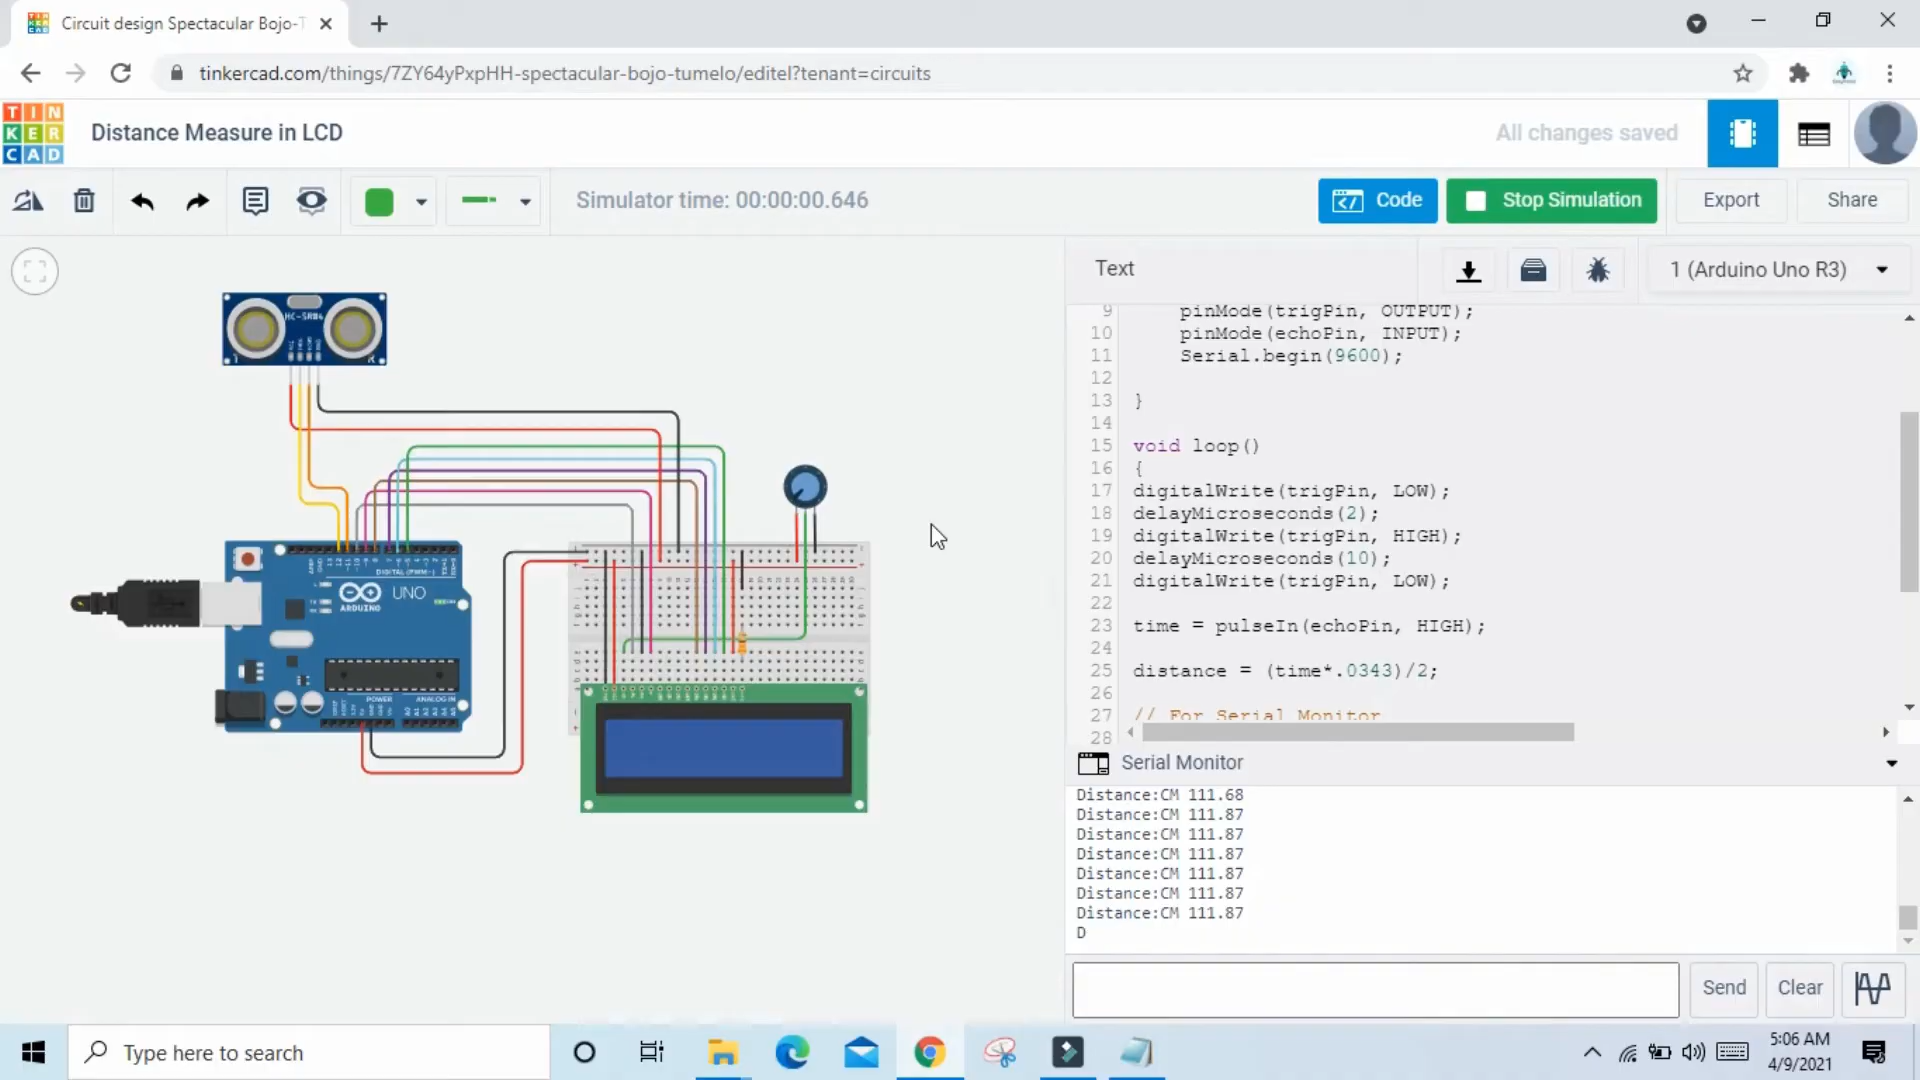 Circuit design Spectacular Bojo-T
tinkercad.com/things/7ZY64yPxpHH-spectacular-bojo-tumelo/editel?tenant=circuits
TIN
KER
CAD
Distance Measure in LCD
All changes saved
Simulator time: 00:00:00.646
Code
Stop Simulation
Export
Share
Text
1 (Arduino Uno R3)
9 pinMode(trigPin, OUTPUT);
10 pinMode(echoPin, INPUT);
11 Serial.begin(9600);
12
13 }
14
15 void loop()
16 {
17 digitalWrite(trigPin, LOW);
18 delayMicroseconds(2);
19 digitalWrite(trigPin, HIGH);
20 delayMicroseconds(10);
21 digitalWrite(trigPin, LOW);
22
23 time = pulseIn(echoPin, HIGH);
24
25 distance = (time*.0343)/2;
26
27 // For Serial Monitor
28
HC-SR04
DIGITAL (PWM~)
UNO
ARDUINO
POWER
ANALOG IN
Serial Monitor
Distance:CM 111.68
Distance:CM 111.87
Distance:CM 111.87
Distance:CM 111.87
Distance:CM 111.87
Distance:CM 111.87
Distance:CM 111.87
D
Send
Clear
Type here to search
5:06 AM
4/9/2021